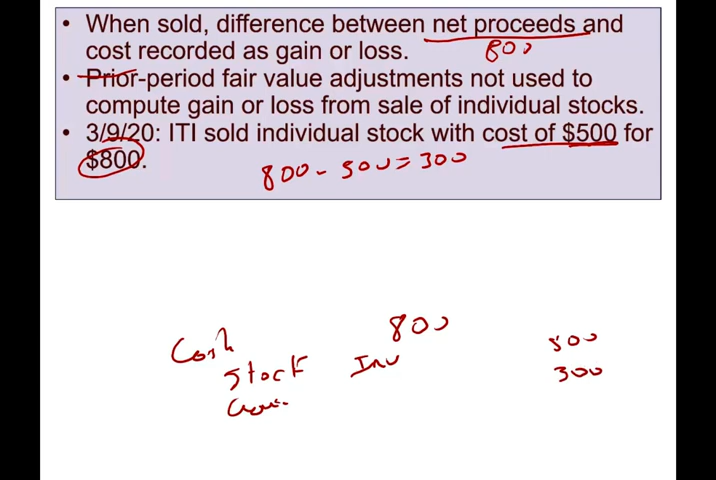 • When sold, difference between net proceeds and
cost recorded as gain or loss. 800
• Prior-period fair value adjustments not used to
compute gain or loss from sale of individual stocks.
• 3/9/20: ITI sold individual stock with cost of $500 for
$800. 800 - 500 = 300
Cash 800
Stock Inv 500
300